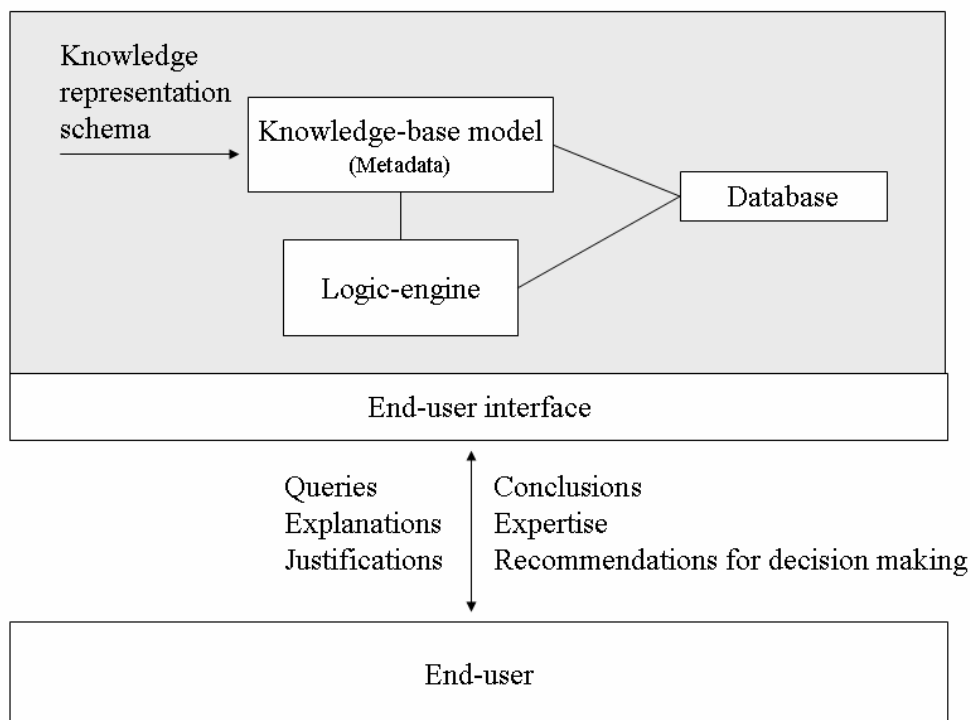 Knowledge
representation
schema
Knowledge-base model
(Metadata)
Database
Logic-engine
End-user interface
Queries
Explanations
Justifications
Conclusions
Expertise
Recommendations for decision making
End-user